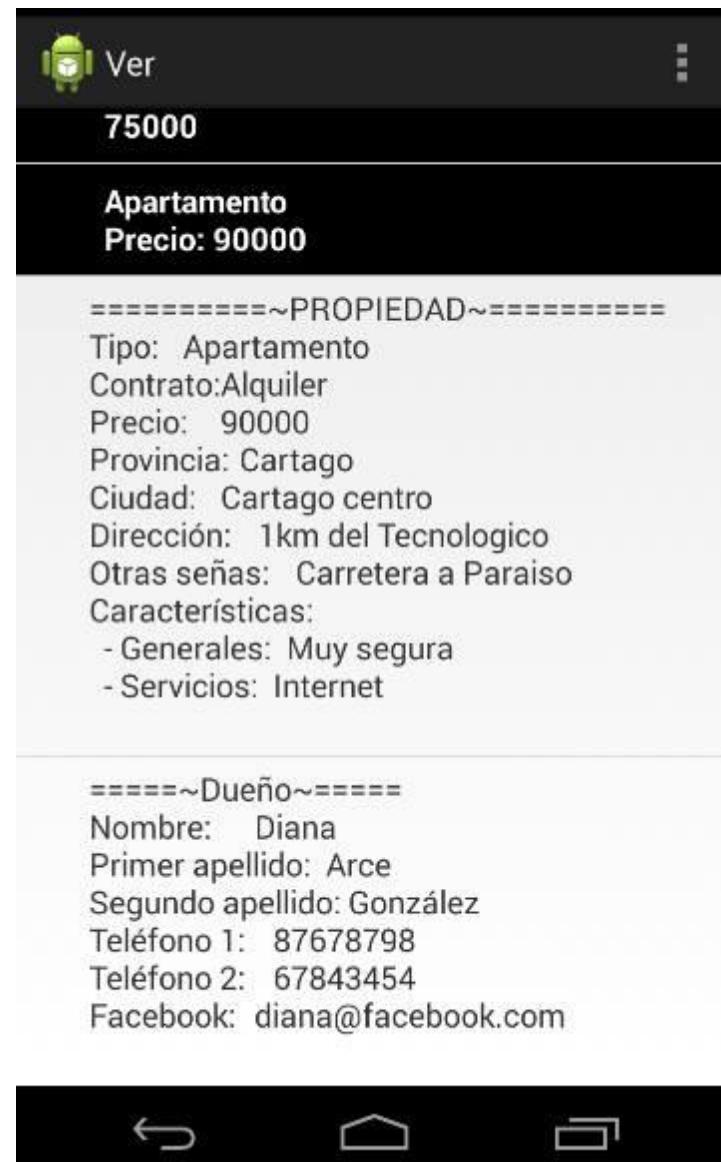 Ver
75000
Apartamento
Precio: 90000
==========~PROPIEDAD~==========
Tipo:   Apartamento
Contrato:Alquiler
Precio:    90000
Provincia: Cartago
Ciudad:   Cartago centro
Dirección:   1km del Tecnologico
Otras señas:   Carretera a Paraiso
Características:
 - Generales:  Muy segura
 - Servicios:  Internet
=====~Dueño~=====
Nombre:     Diana
Primer apellido:  Arce
Segundo apellido: González
Teléfono 1:   87678798
Teléfono 2:   67843454
Facebook:  diana@facebook.com